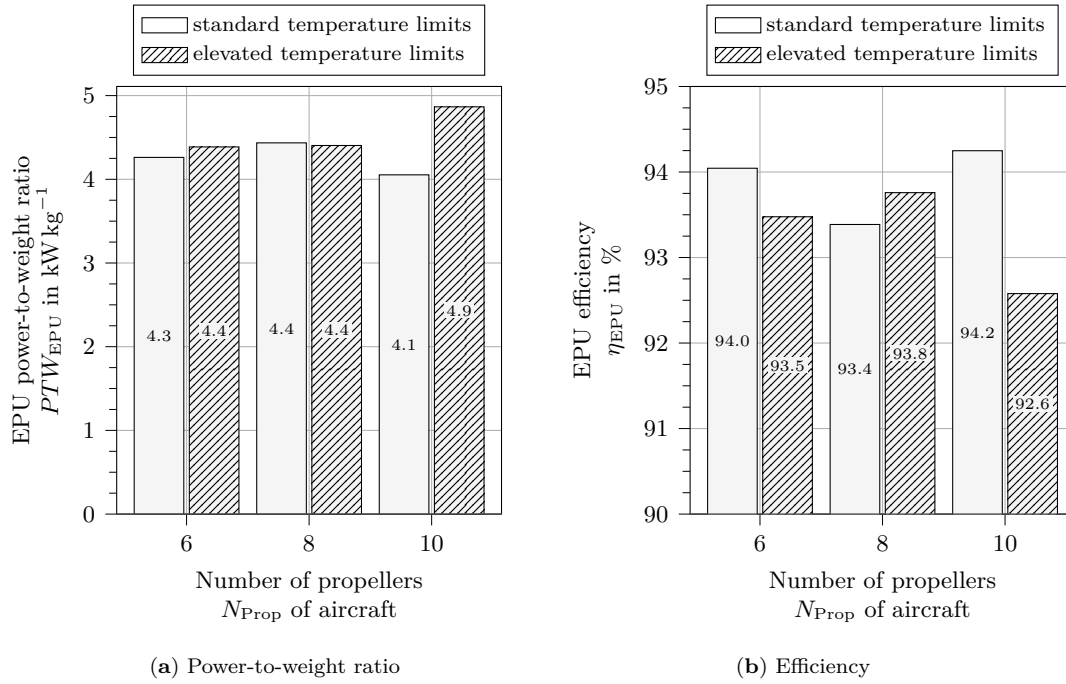 standard temperature limits
elevated temperature limits
5
4
3
2
1
0
4.3
4.4
4.4
4.4
4.1
4.9
6
8
10
EPU power-to-weight ratio
PTW_EPU in kW kg⁻¹
Number of propellers
N_Prop of aircraft
(a) Power-to-weight ratio
standard temperature limits
elevated temperature limits
95
94
93
92
91
90
94.0
93.5
93.4
93.8
94.2
92.6
6
8
10
EPU efficiency
η_EPU in %
Number of propellers
N_Prop of aircraft
(b) Efficiency